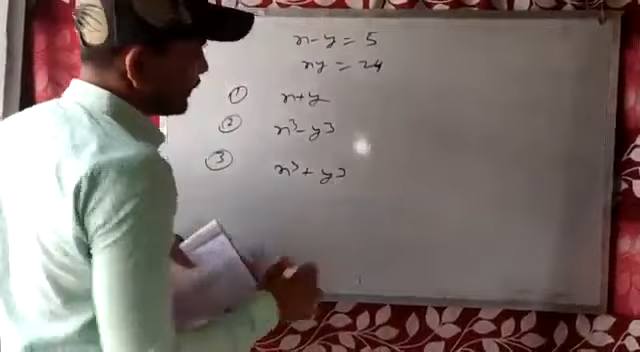 x - y = 5
xy = 24
① x + y
② x³ - y³
③ x³ + y³